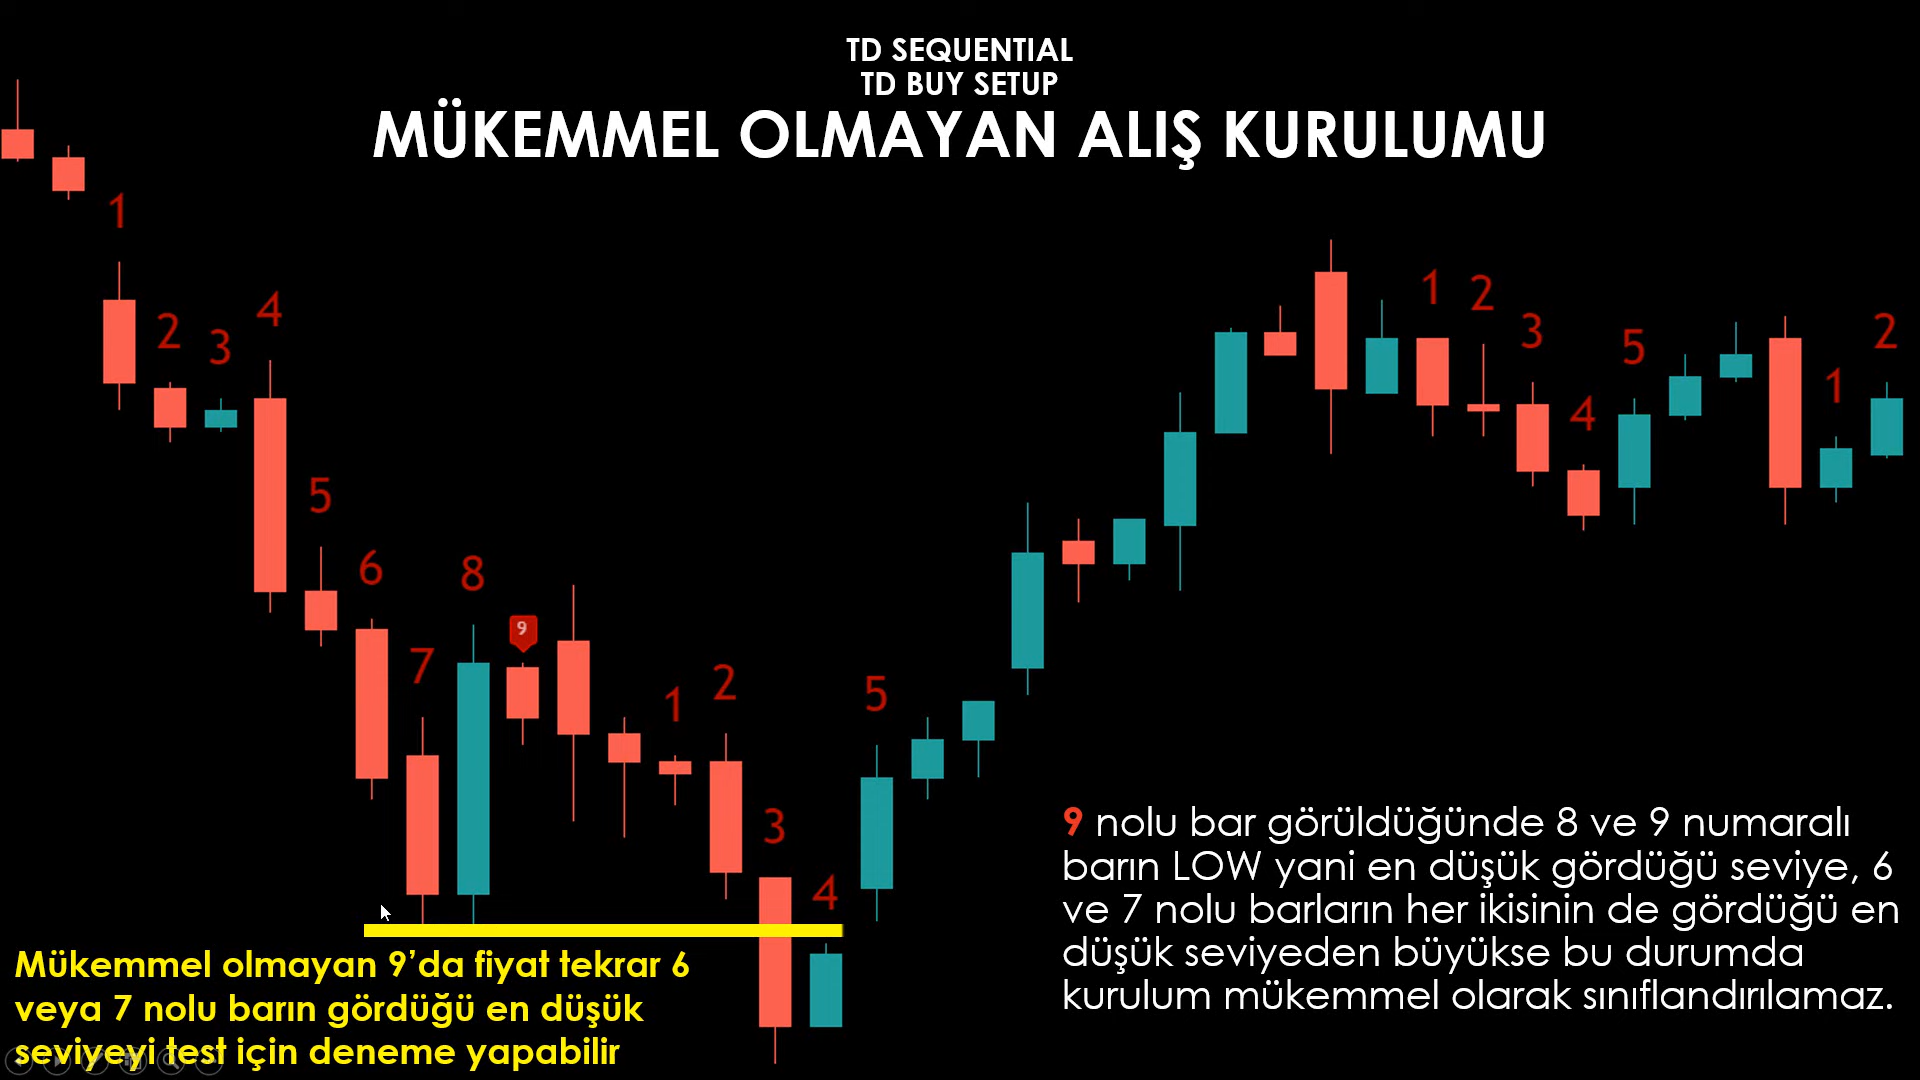 TD SEQUENTIAL
TD BUY SETUP
MÜKEMMEL OLMAYAN ALIŞ KURULUMU
1
2
3
4
5
6
7
8
9
1
2
3
4
5
1
2
3
4
5
1
2
9 nolu bar görüldüğünde 8 ve 9 numaralı
barın LOW yani en düşük gördüğü seviye, 6
ve 7 nolu barların her ikisinin de gördüğü en
düşük seviyeden büyükse bu durumda
kurulum mükemmel olarak sınıflandırılamaz.
Mükemmel olmayan 9’da fiyat tekrar 6
veya 7 nolu barın gördüğü en düşük
seviyeyi test için deneme yapabilir